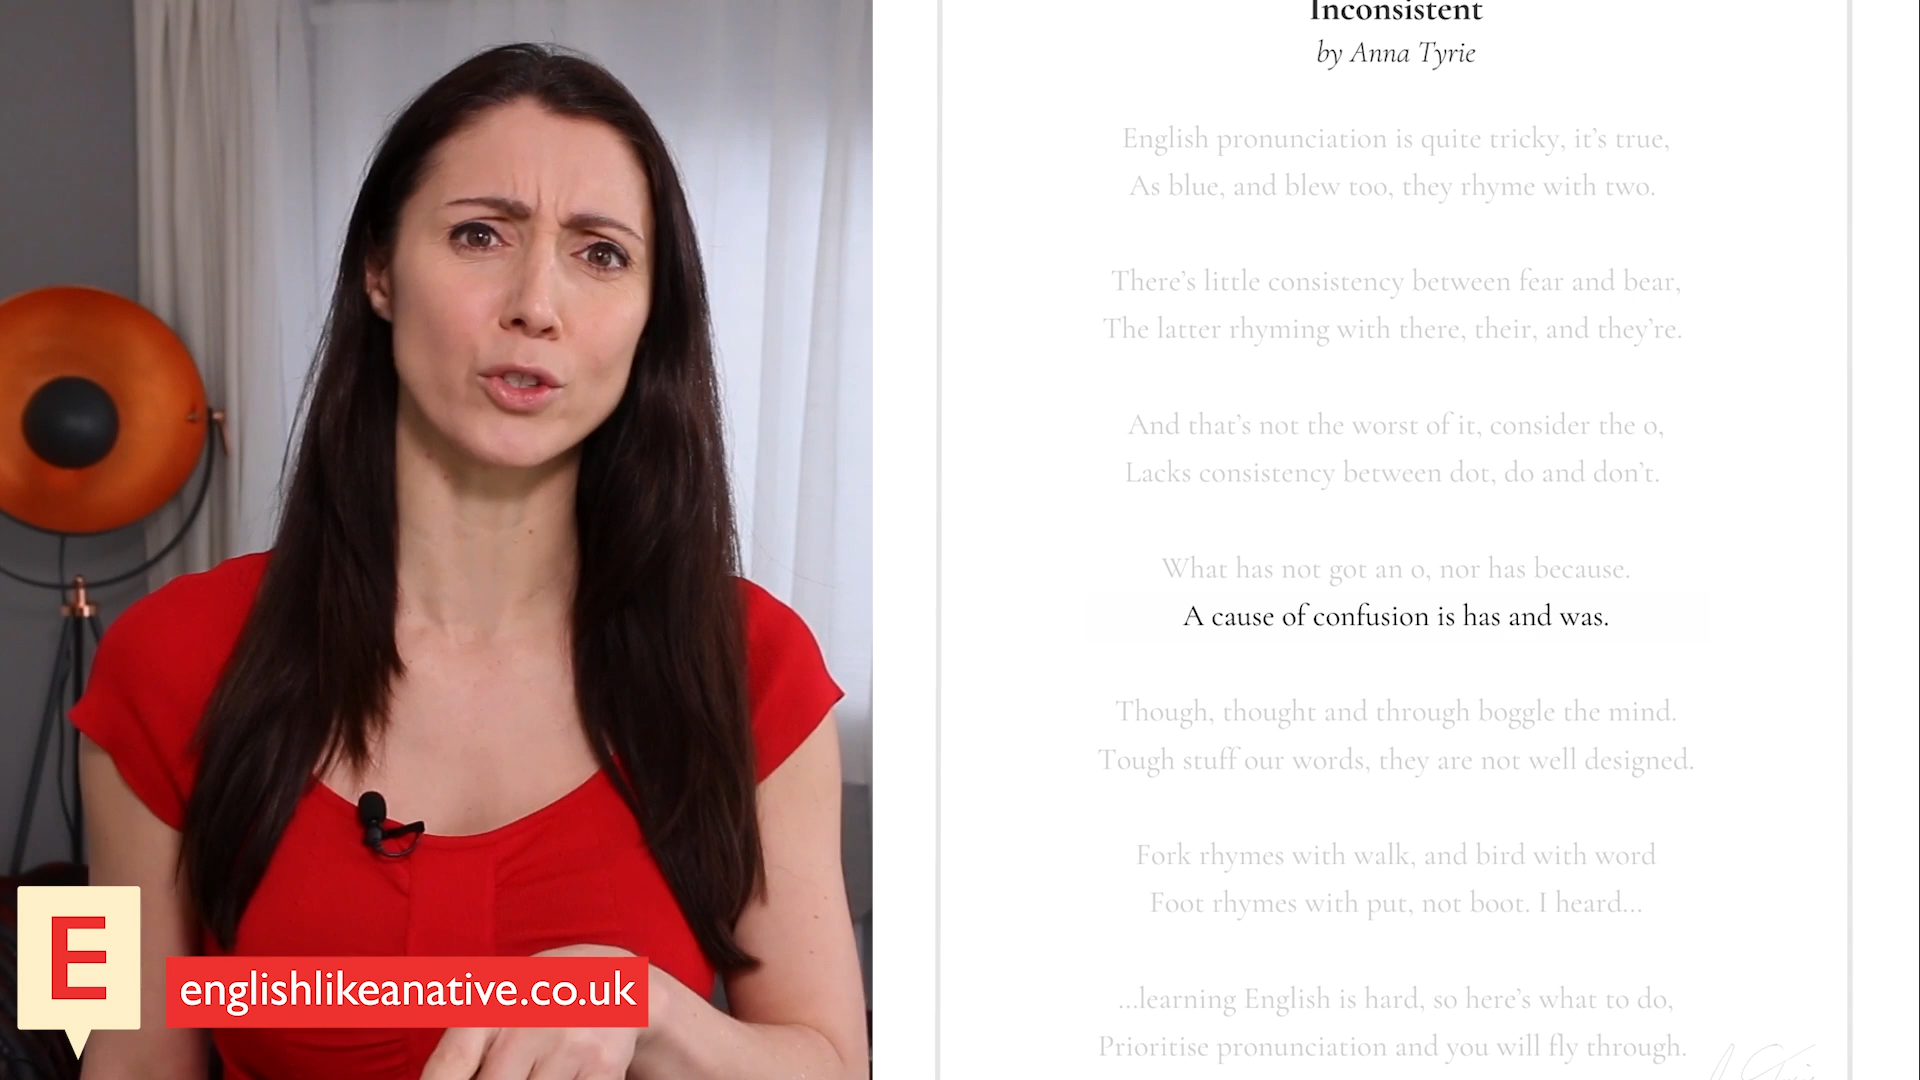 Inconsistent
by Anna Tyrie
English pronunciation is quite tricky, it's true,
As blue, and blew too, they rhyme with two.
There's little consistency between fear and bear,
The latter rhyming with there, their, and they're.
And that's not the worst of it, consider the o,
Lacks consistency between dot, do and don't.
What has not got an o, nor has because.
A cause of confusion is has and was.
Though, thought and through boggle the mind.
Tough stuff our words, they are not well designed.
Fork rhymes with walk, and bird with word
Foot rhymes with put, not boot. I heard...
...learning English is hard, so here's what to do,
Prioritise pronunciation and you will fly through.
E
englishlikeanative.co.uk